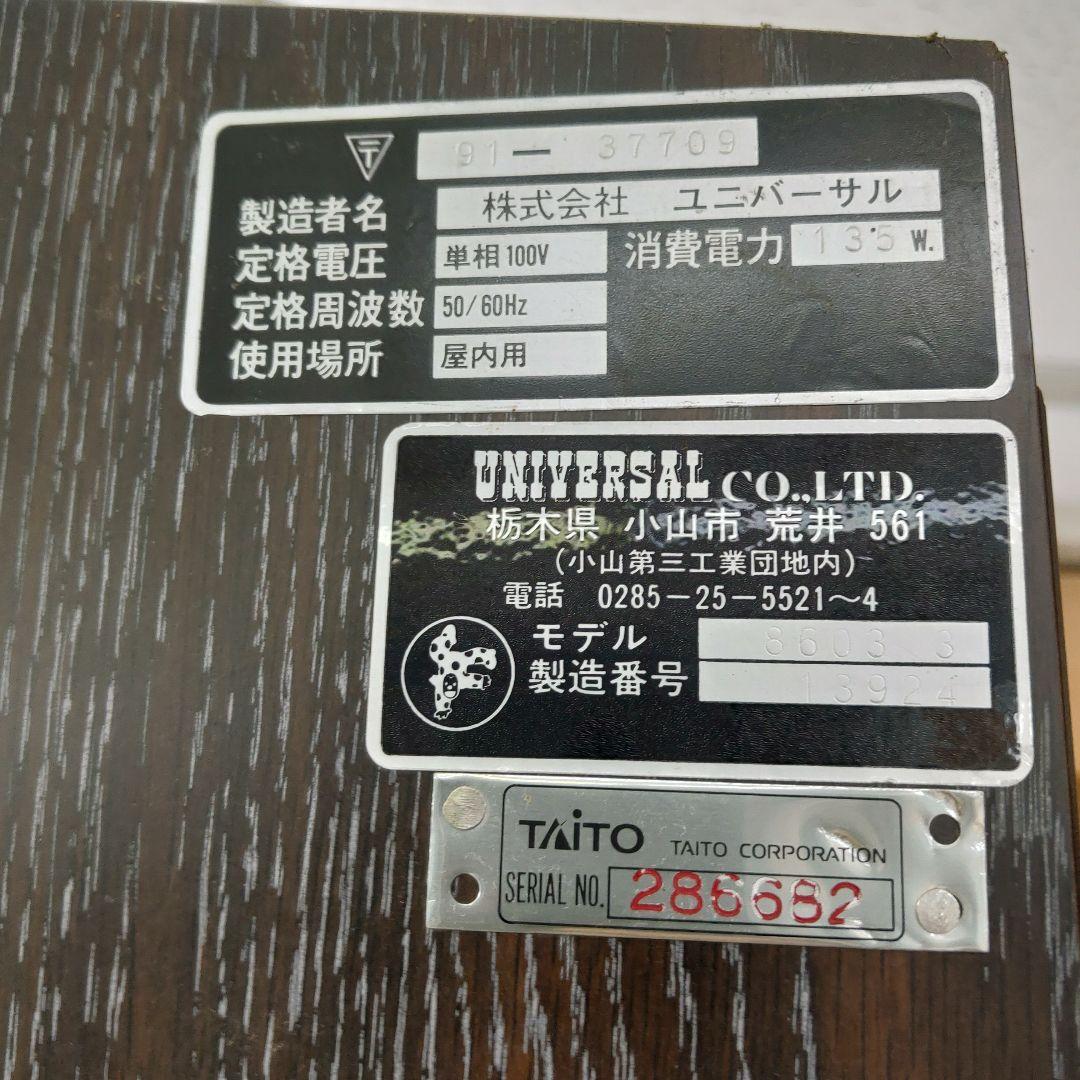 〒 91— 37709
製造者名 株式会社 ユニバーサル
定格電圧 単相100V 消費電力 135 W.
定格周波数 50/60Hz
使用場所 屋内用
UNIVERSAL CO.,LTD.
栃木県 小山市 荒井 561
(小山第三工業団地内)
電話 0285-25-5521〜4
モデル 8603 3
製造番号 13924
TAITO TAITO CORPORATION
SERIAL NO. 286682